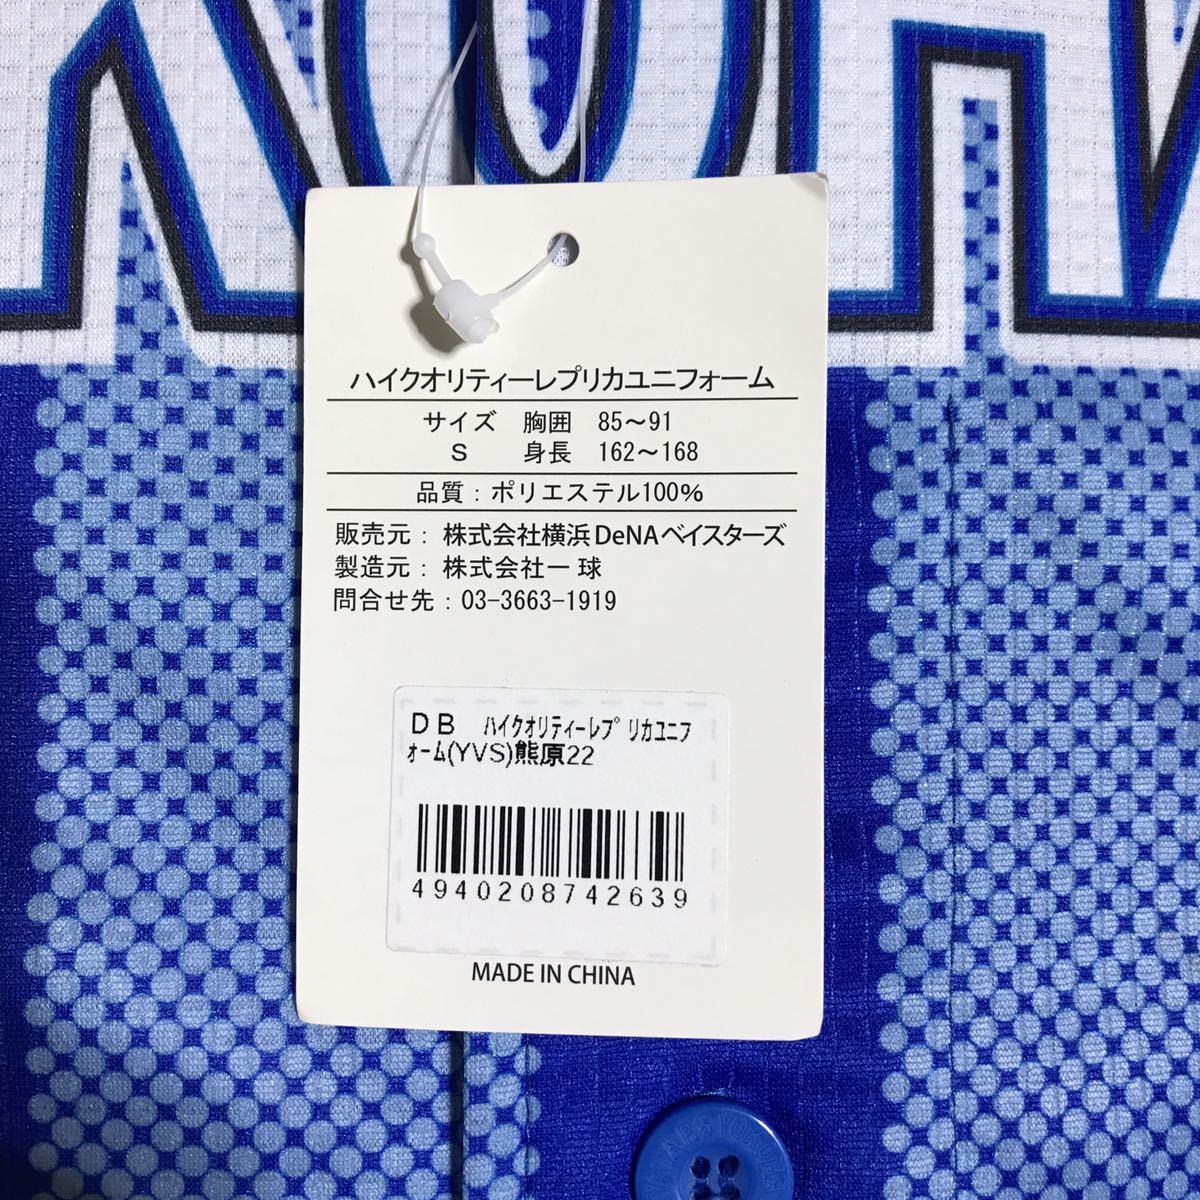 ハイクオリティーレプリカユニフォーム
サイズ 胸囲 85～91
S 身長 162～168
品質：ポリエステル100%
販売元：株式会社横浜DeNAベイスターズ
製造元：株式会社一球
問合せ先：03-3663-1919
DB ﾊｲｸｵﾘﾃｨｰﾚﾌﾟﾘｶﾕﾆﾌ
ｫｰﾑ(YVS)熊原22
4940208742639
MADE IN CHINA